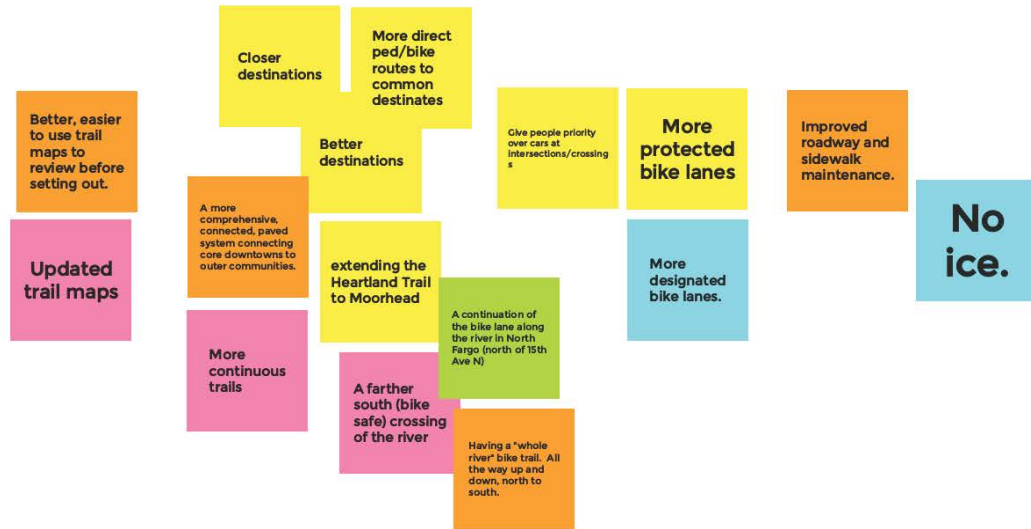 Closer
destinations
More direct
ped/bike
routes to
common
destinates
Better, easier
to use trail
maps to
review before
setting out.
Better
destinations
Give people priority
over cars at
intersections/crossing
s
More
protected
bike lanes
Improved
roadway and
sidewalk
maintenance.
No
ice.
Updated
trail maps
A more
comprehensive,
connected, paved
system connecting
core downtowns to
outer communities.
extending the
Heartland Trail
to Moorhead
More
designated
bike lanes.
A continuation of
the bike lane along
the river in North
Fargo (north of 15th
Ave N)
More
continuous
trails
A farther
south (bike
safe) crossing
of the river
Having a "whole
river" bike trail. All
the way up and
down, north to
south.